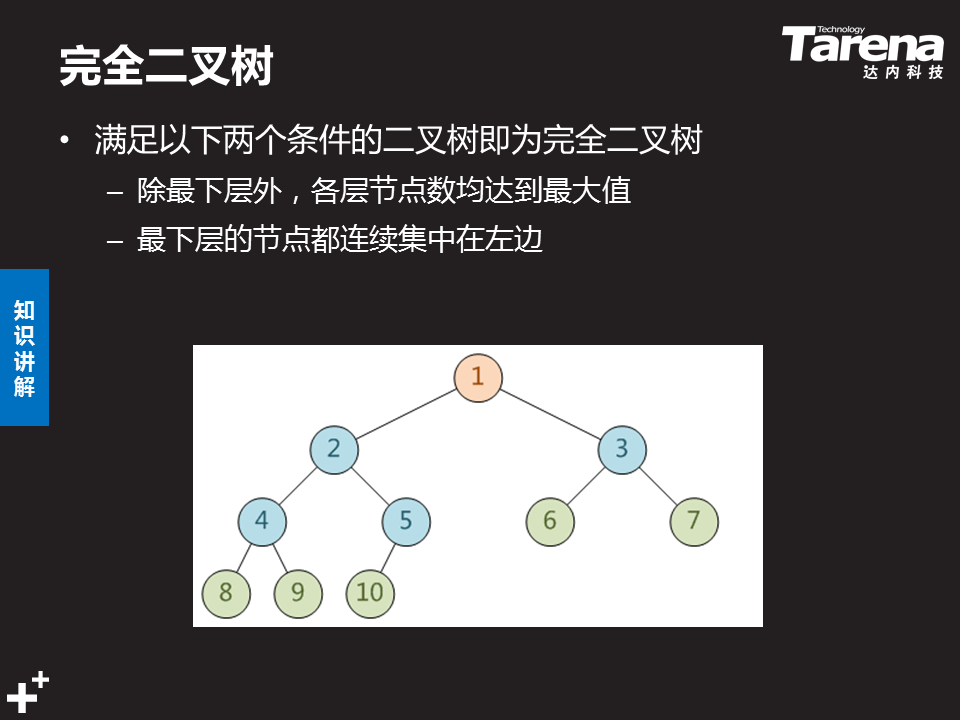 完全二叉树
Technology
Tarena
达内科技
• 满足以下两个条件的二叉树即为完全二叉树
– 除最下层外，各层节点数均达到最大值
– 最下层的节点都连续集中在左边
知识讲解
1
2 3
4 5 6 7
8 9 10